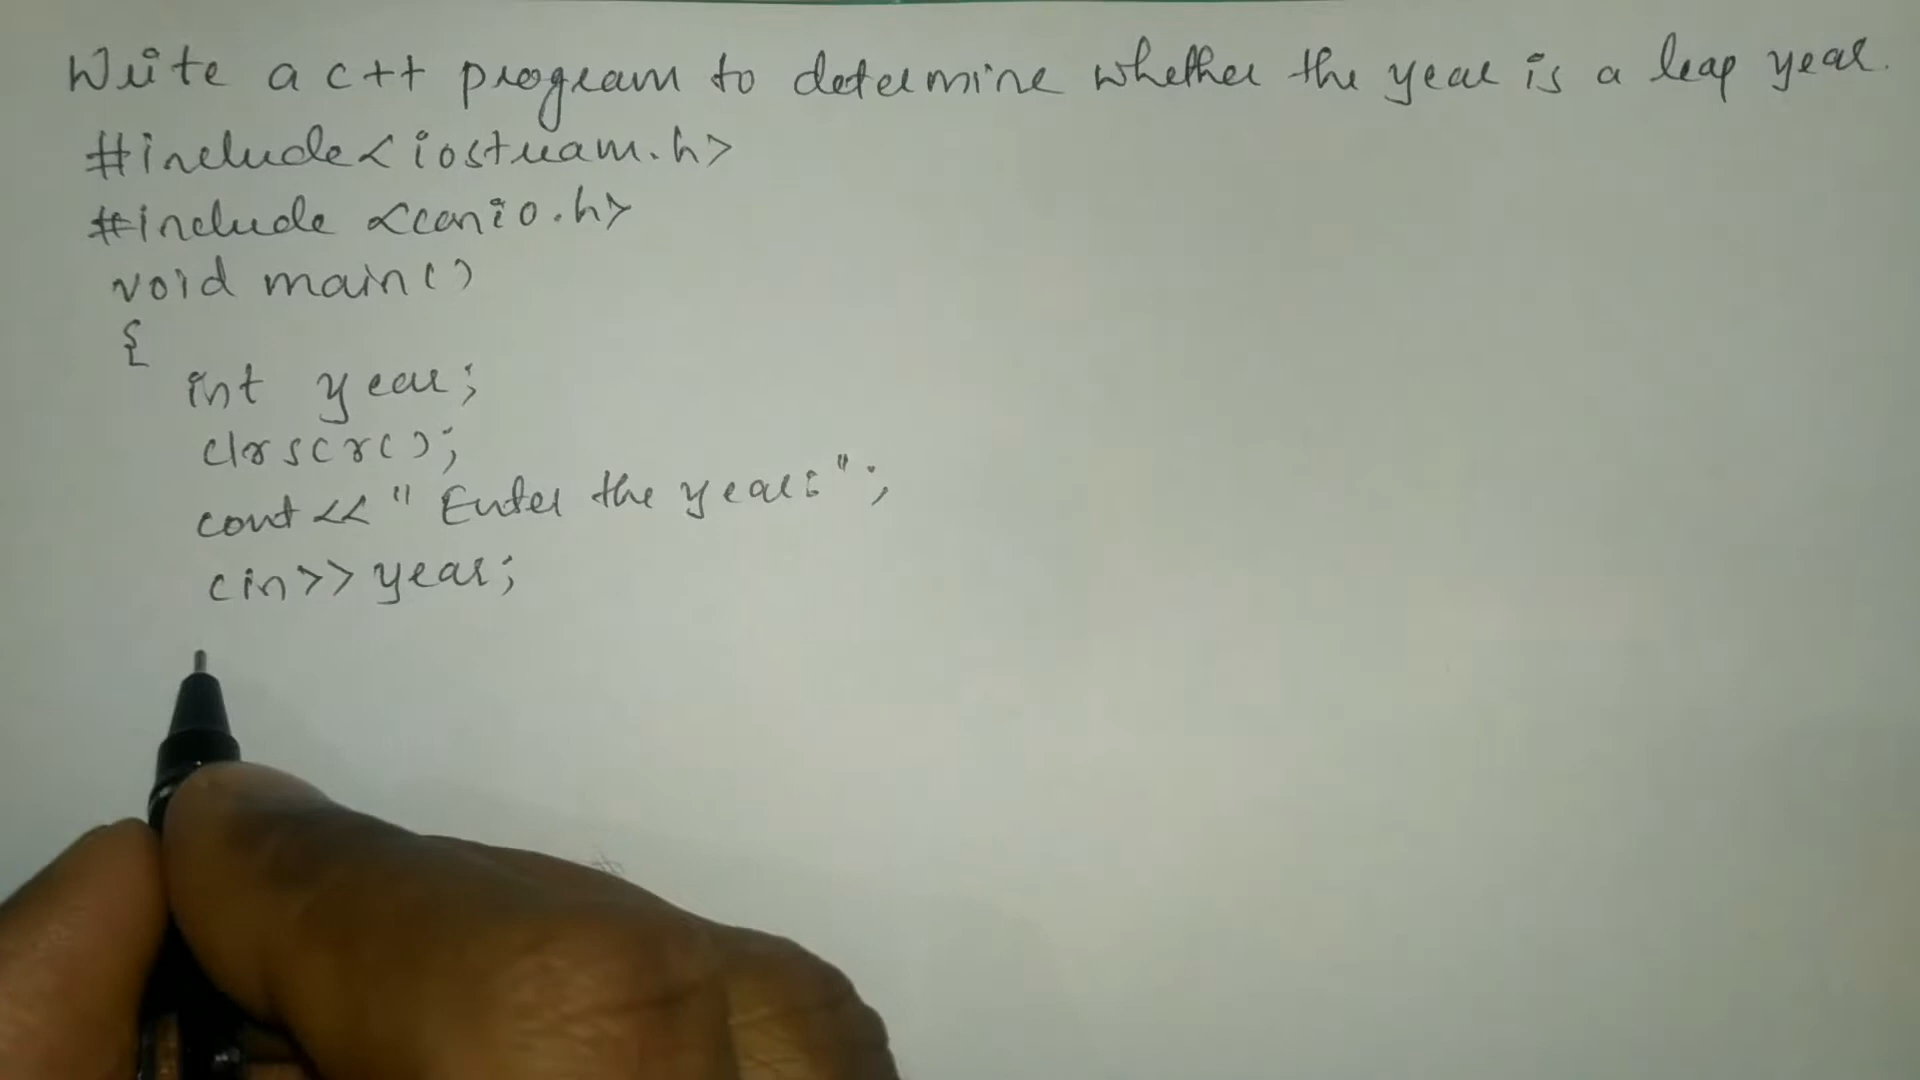 Write a c++ program to determine whether the year is a leap year.
#include<iostream.h>
#include <conio.h>
void main()
{
int year;
clrscr();
cout<<" Enter the year:";
cin>>year;